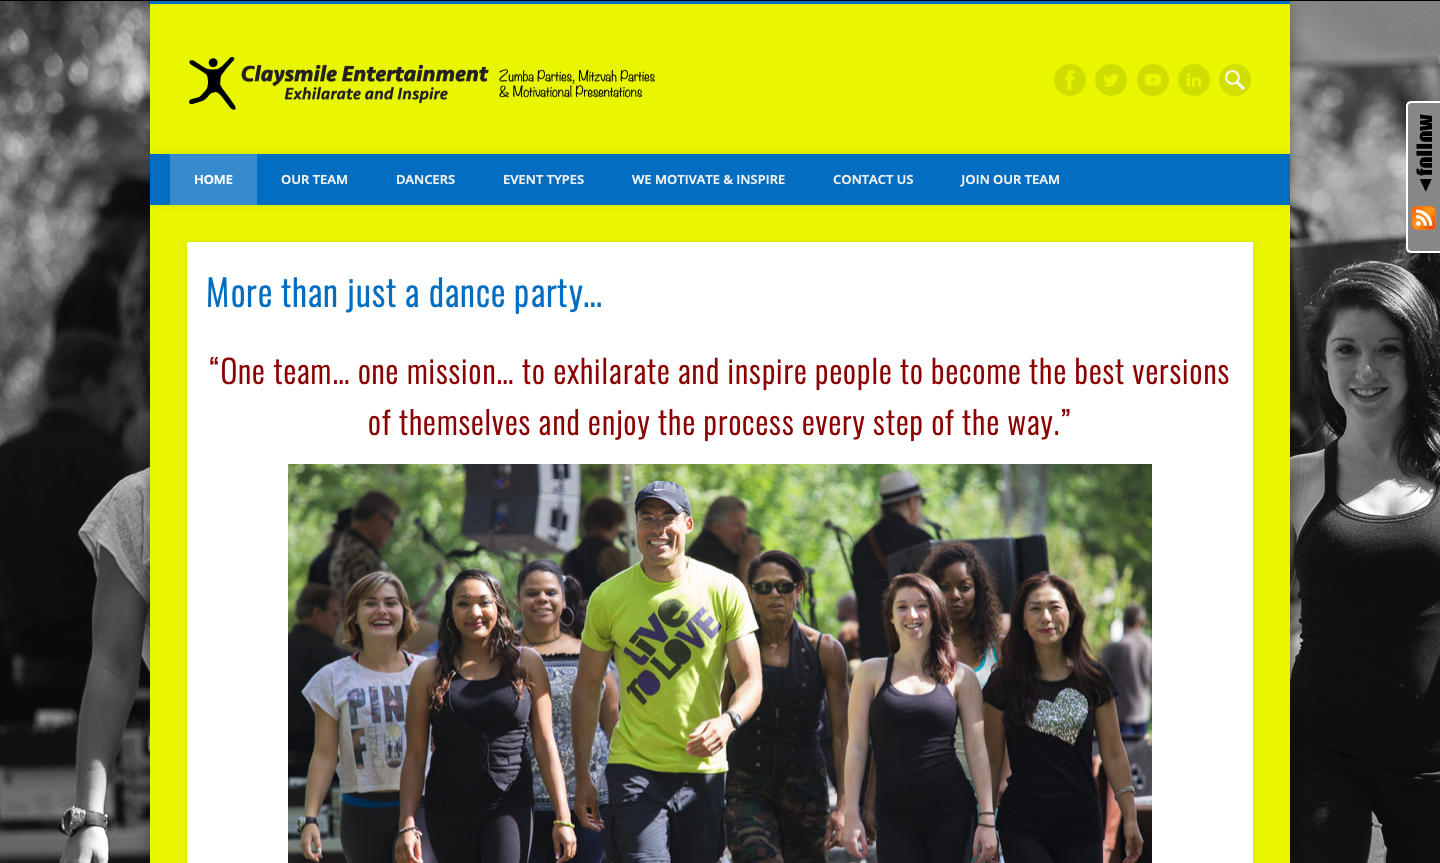 Claysmile Entertainment
Exhilarate and Inspire
Zumba Parties, Mitzvah Parties
& Motivational Presentations
HOME OUR TEAM DANCERS EVENT TYPES WE MOTIVATE & INSPIRE CONTACT US JOIN OUR TEAM
follow
More than just a dance party...
“One team... one mission... to exhilarate and inspire people to become the best versions
of themselves and enjoy the process every step of the way.”
LIVE
TO LOVE
PINK